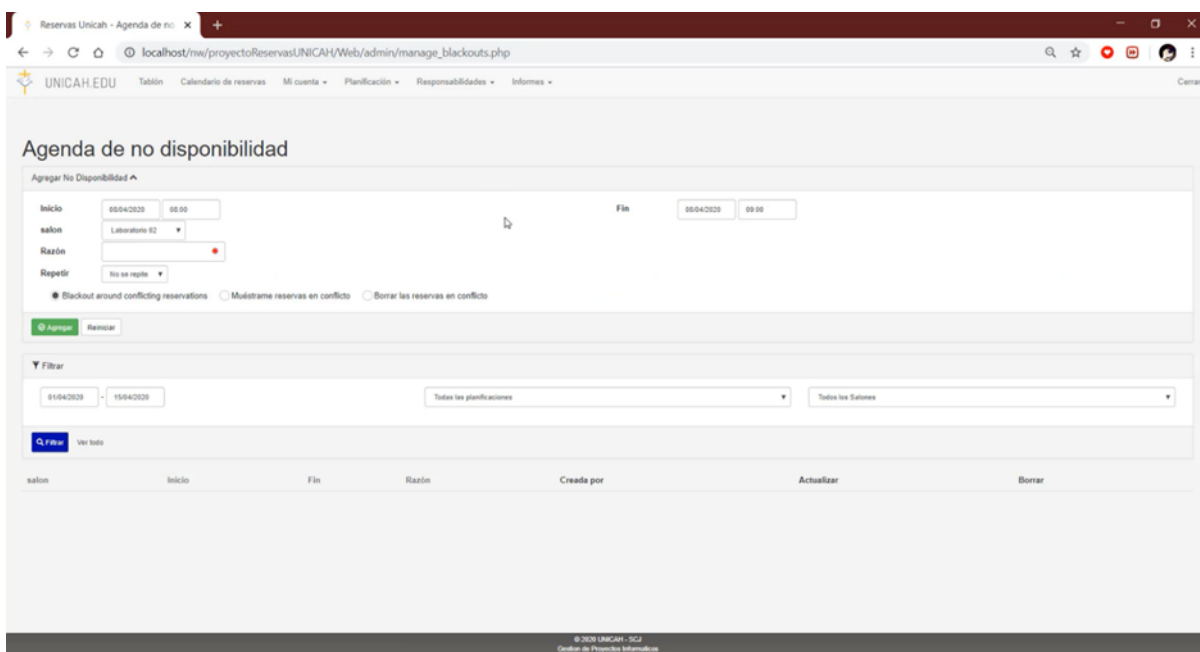 Reservas Unicah - Agenda de no
localhost/nw/proyectoReservasUNICAH/Web/admin/manage_blackouts.php
UNICAH.EDU Tablón Calendario de reservas Mi cuenta Planificación Responsabilidades Informes Cerrar
Agenda de no disponibilidad
Agregar No Disponibilidad
Inicio 08/04/2020 08:00 Fin 08/04/2020 09:00
salon Laboratorio 02
Razón
Repetir No se repite
Blackout around conflicting reservations Muéstrame reservas en conflicto Borrar las reservas en conflicto
Agregar Reiniciar
Filtrar
01/04/2020 - 15/04/2020 Todas las planificaciones Todos los Salones
Filtrar Ver todo
salon Inicio Fin Razón Creada por Actualizar Borrar
© 2020 UNICAH - SCJ
Gestion de Proyectos Informaticos